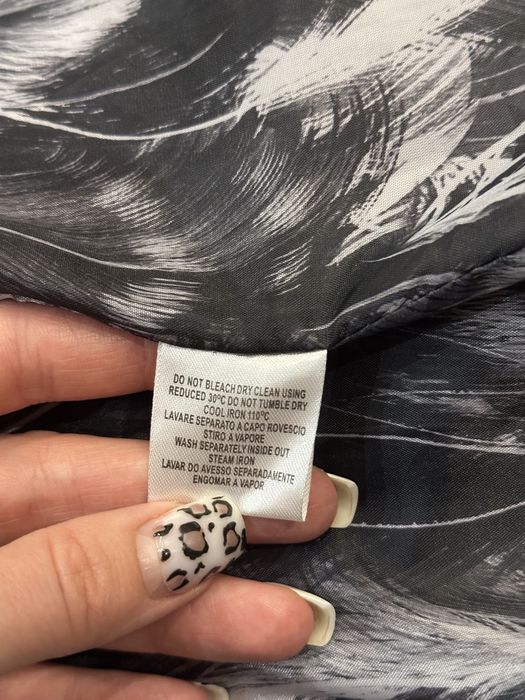 DO NOT BLEACH DRY CLEAN USING
REDUCED 30°C DO NOT TUMBLE DRY
COOL IRON 110°C
LAVARE SEPARATO A CAPO ROVESCIO
STIRO A VAPORE
WASH SEPARATELY INSIDE OUT
STEAM IRON
LAVAR DO AVESSO SEPARADAMENTE
ENGOMAR A VAPOR